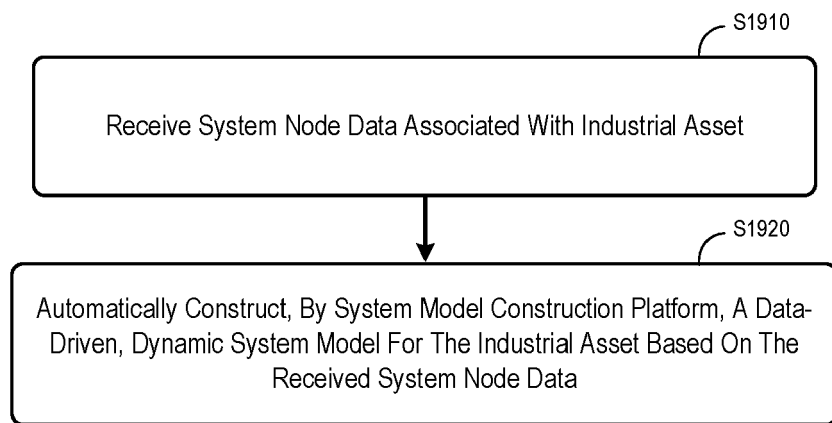 S1910
Receive System Node Data Associated With Industrial Asset
S1920
Automatically Construct, By System Model Construction Platform, A Data-
Driven, Dynamic System Model For The Industrial Asset Based On The
Received System Node Data